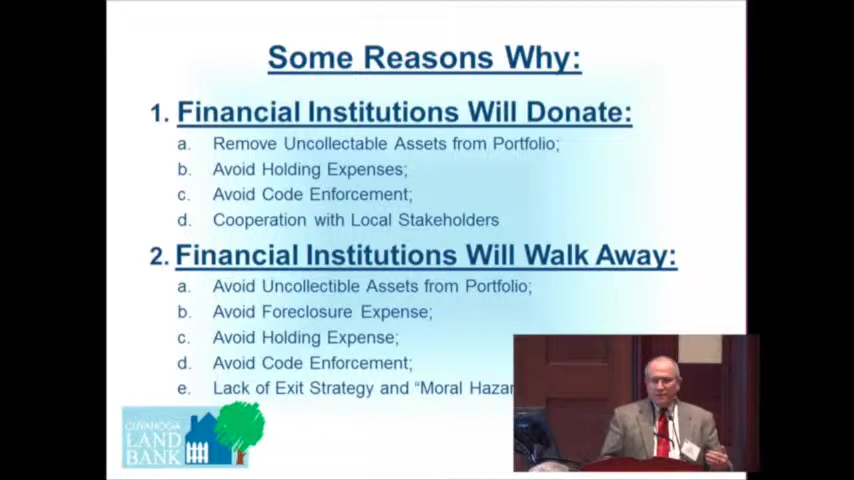 Some Reasons Why:
1. Financial Institutions Will Donate:
a. Remove Uncollectable Assets from Portfolio;
b. Avoid Holding Expenses;
c. Avoid Code Enforcement;
d. Cooperation with Local Stakeholders
2. Financial Institutions Will Walk Away:
a. Avoid Uncollectible Assets from Portfolio;
b. Avoid Foreclosure Expense;
c. Avoid Holding Expense;
d. Avoid Code Enforcement;
e. Lack of Exit Strategy and “Moral Hazar
CUYAHOGA
LAND
BANK